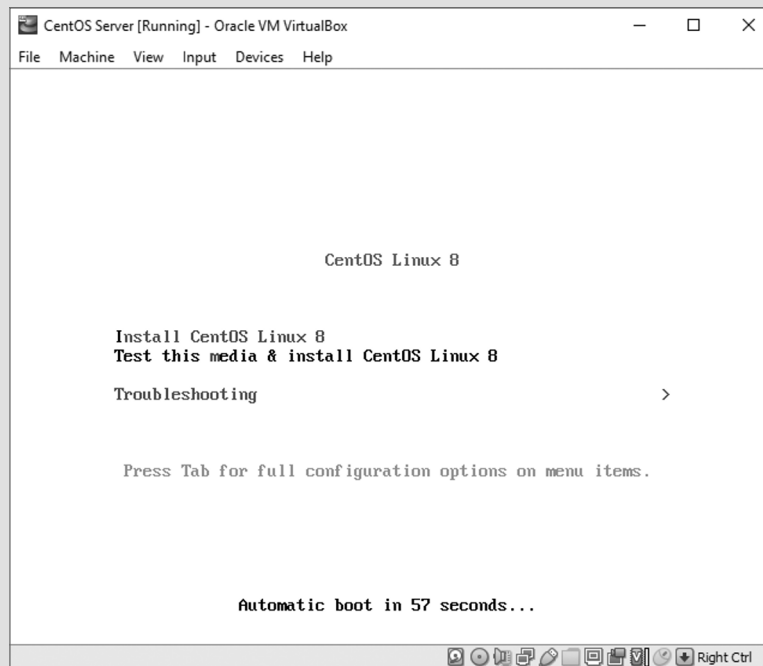 CentOS Server [Running] - Oracle VM VirtualBox
File Machine View Input Devices Help
CentOS Linux 8
Install CentOS Linux 8
Test this media & install CentOS Linux 8
Troubleshooting >
Press Tab for full configuration options on menu items.
Automatic boot in 57 seconds...
Right Ctrl